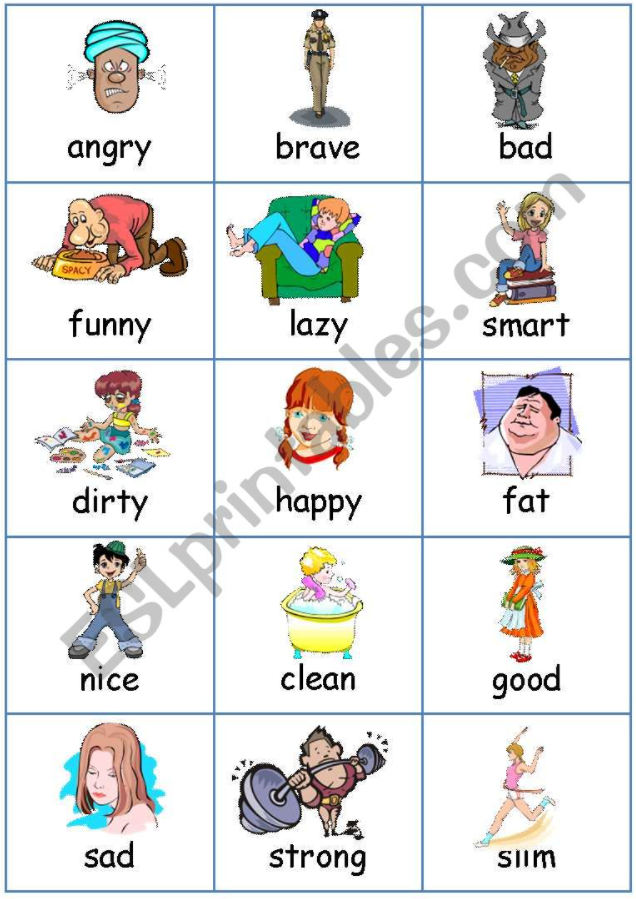 angry
brave
bad
SPACY
funny
lazy
smart
dirty
happy
fat
nice
clean
good
sad
strong
slim
ESLprintables.com